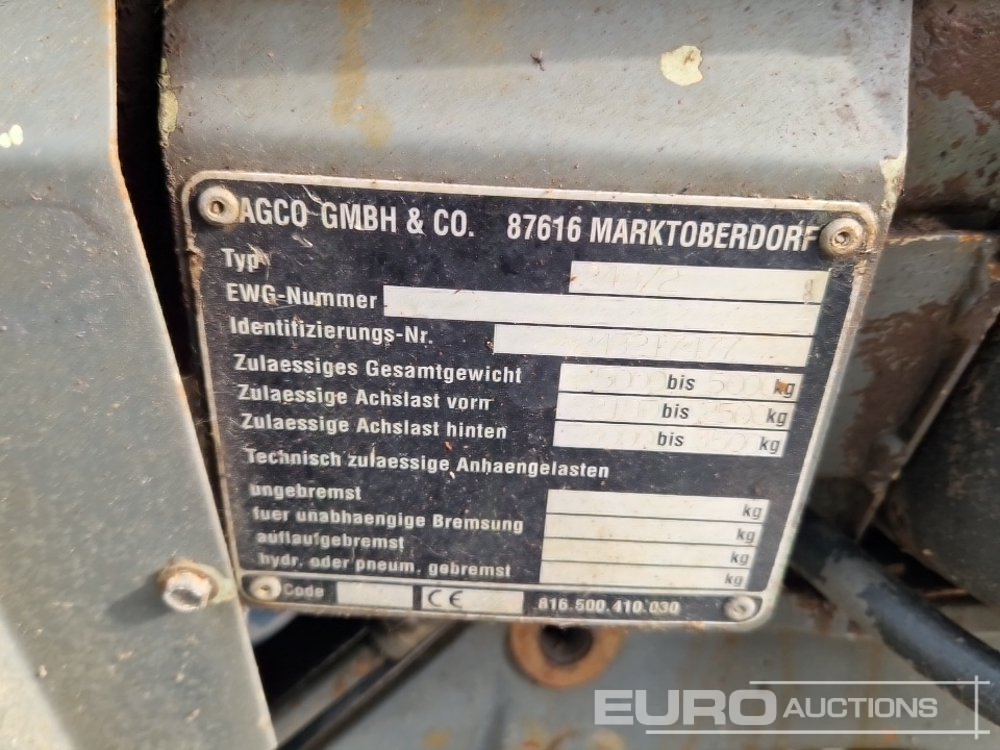 AGCO GMBH & CO. 87616 MARKTOBERDORF
Typ
EWG-Nummer
Identifizierungs-Nr.
Zulaessiges Gesamtgewicht bis kg
Zulaessige Achslast vorn bis kg
Zulaessige Achslast hinten bis kg
Technisch zulaessige Anhaengelasten
ungebremst kg
fuer unabhaengige Bremsung kg
auflaufgebremst kg
hydr. oder pneum. gebremst kg
Code CE 816.500.410.030
EURO AUCTIONS